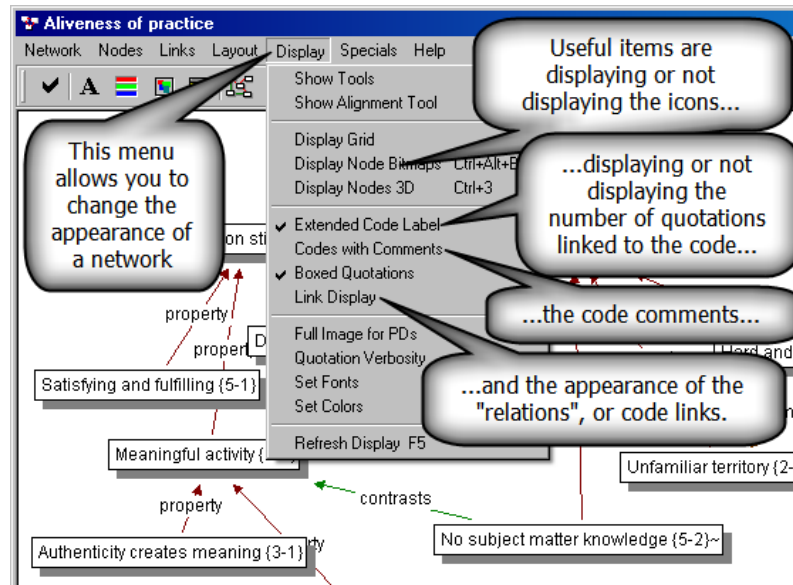 Aliveness of practice
Network Nodes Links Layout Display Specials Help
Useful items are
displaying or not
displaying the icons...
This menu
allows you to
change the
appearance of
a network
Show Tools
Show Alignment Tool
Display Grid
Display Node Bitmaps Ctrl+Alt+B
Display Nodes 3D Ctrl+3
Extended Code Label
Codes with Comments
Boxed Quotations
Link Display
Full Image for PDs
Quotation Verbosity
Set Fonts
Set Colors
Refresh Display F5
...displaying or not
displaying the
number of quotations
linked to the code...
...the code comments...
...and the appearance of the
"relations", or code links.
property
Satisfying and fulfilling {5-1}
Meaningful activity {
property
Authenticity creates meaning {3-1}
contrasts
No subject matter knowledge {5-2}~
Hard and
Unfamiliar territory {2-